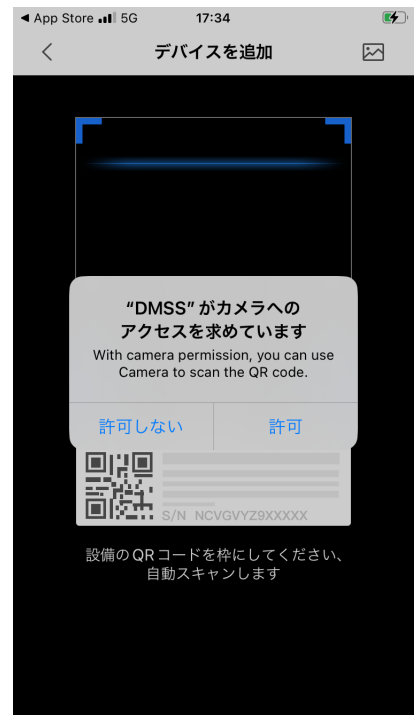 ◀ App Store 5G 17:34
デバイスを追加
“DMSS”がカメラへの
アクセスを求めています
With camera permission, you can use
Camera to scan the QR code.
許可しない 許可
S/N NCVGVYZ9XXXXX
設備のQRコードを枠にしてください、
自動スキャンします